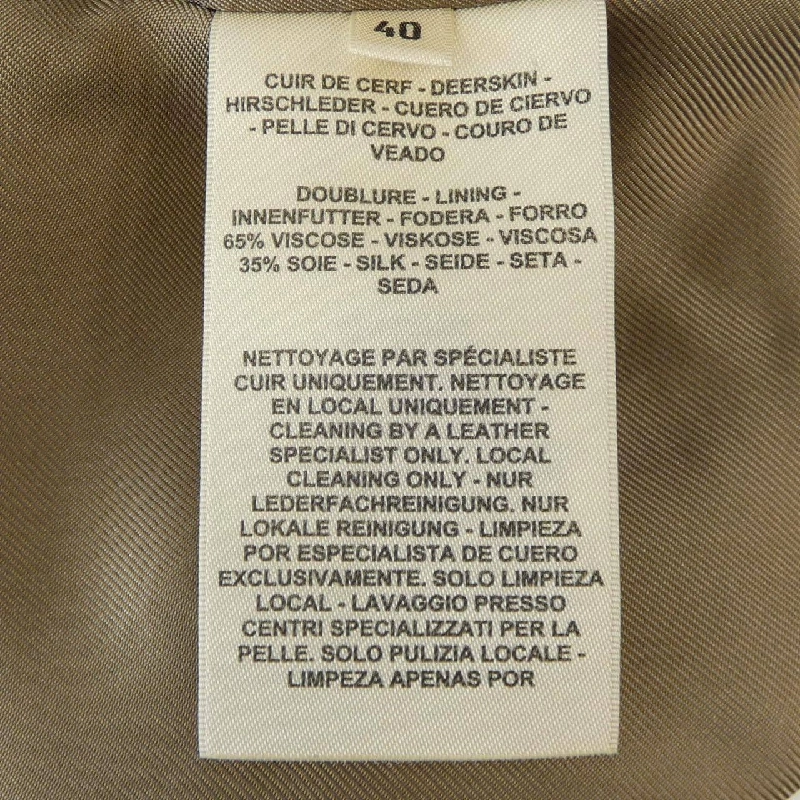 40
CUIR DE CERF - DEERSKIN -
HIRSCHLEDER - CUERO DE CIERVO
- PELLE DI CERVO - COURO DE
VEADO
DOUBLURE - LINING -
INNENFUTTER - FODERA - FORRO
65% VISCOSE - VISKOSE - VISCOSA
35% SOIE - SILK - SEIDE - SETA -
SEDA
NETTOYAGE PAR SPÉCIALISTE
CUIR UNIQUEMENT. NETTOYAGE
EN LOCAL UNIQUEMENT -
CLEANING BY A LEATHER
SPECIALIST ONLY. LOCAL
CLEANING ONLY - NUR
LEDERFACHREINIGUNG. NUR
LOKALE REINIGUNG - LIMPIEZA
POR ESPECIALISTA DE CUERO
EXCLUSIVAMENTE. SOLO LIMPIEZA
LOCAL - LAVAGGIO PRESSO
CENTRI SPECIALIZZATI PER LA
PELLE. SOLO PULIZIA LOCALE -
LIMPEZA APENAS POR